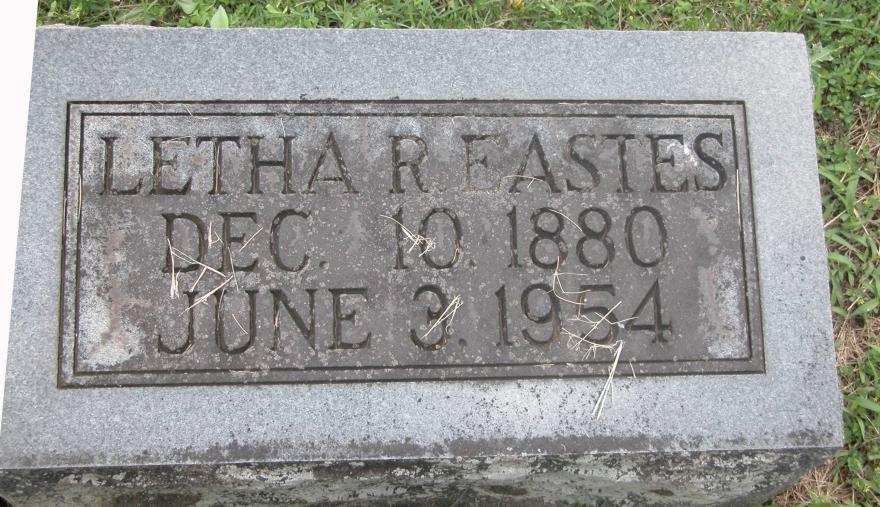 LETHA R. EASTES
DEC. 10. 1880
JUNE 3. 1954